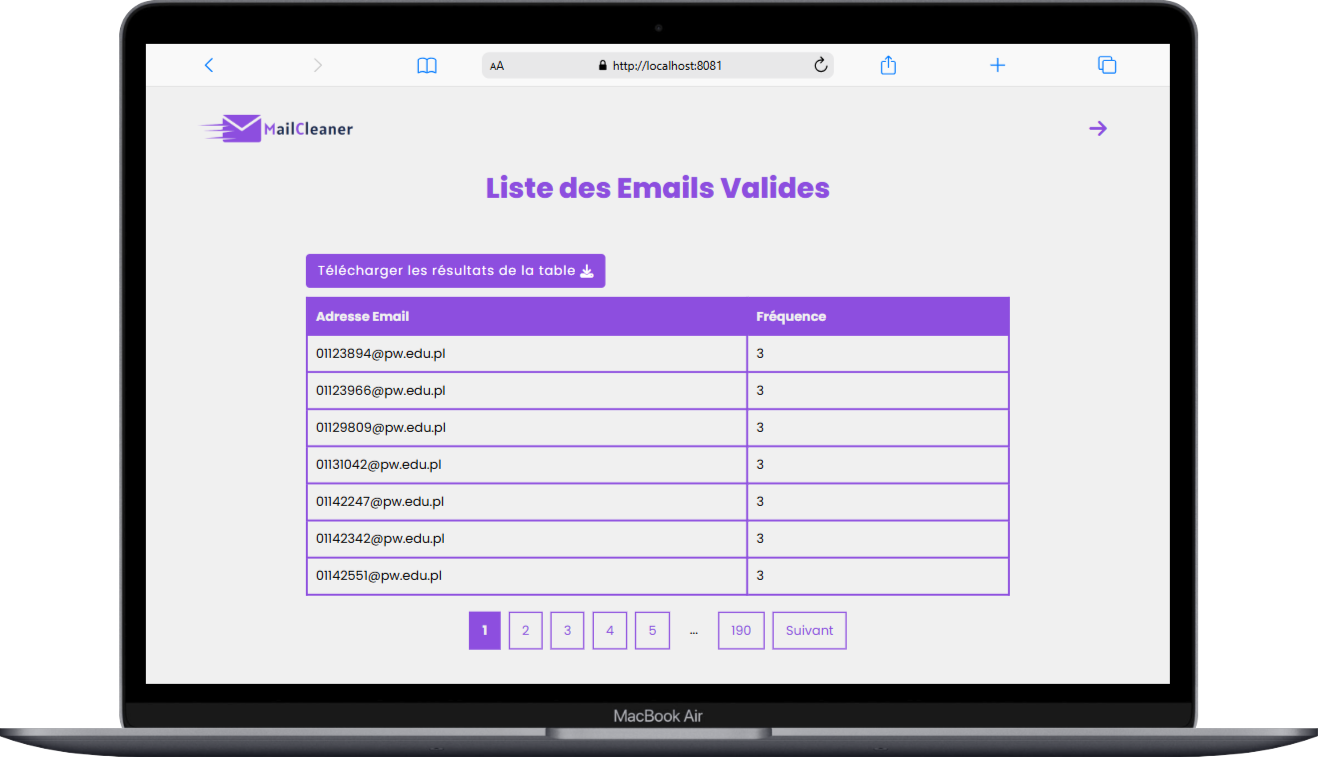 AA http://localhost:8081
MailCleaner
Liste des Emails Valides
Télécharger les résultats de la table
Adresse Email Fréquence
01123894@pw.edu.pl 3
01123966@pw.edu.pl 3
01129809@pw.edu.pl 3
01131042@pw.edu.pl 3
01142247@pw.edu.pl 3
01142342@pw.edu.pl 3
01142551@pw.edu.pl 3
1 2 3 4 5 ... 190 Suivant
MacBook Air